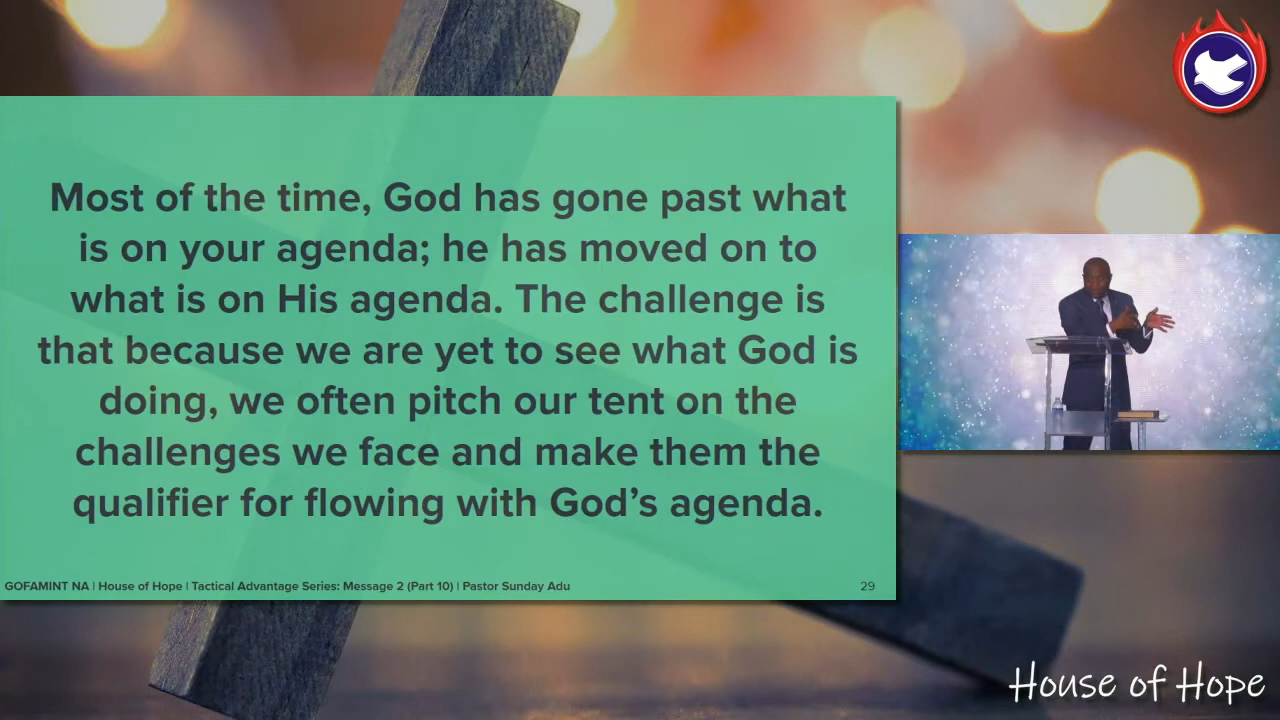 Most of the time, God has gone past what
is on your agenda; he has moved on to
what is on His agenda. The challenge is
that because we are yet to see what God is
doing, we often pitch our tent on the
challenges we face and make them the
qualifier for flowing with God’s agenda.
GOFAMINT NA | House of Hope | Tactical Advantage Series: Message 2 (Part 10) | Pastor Sunday Adu
29
House of Hope